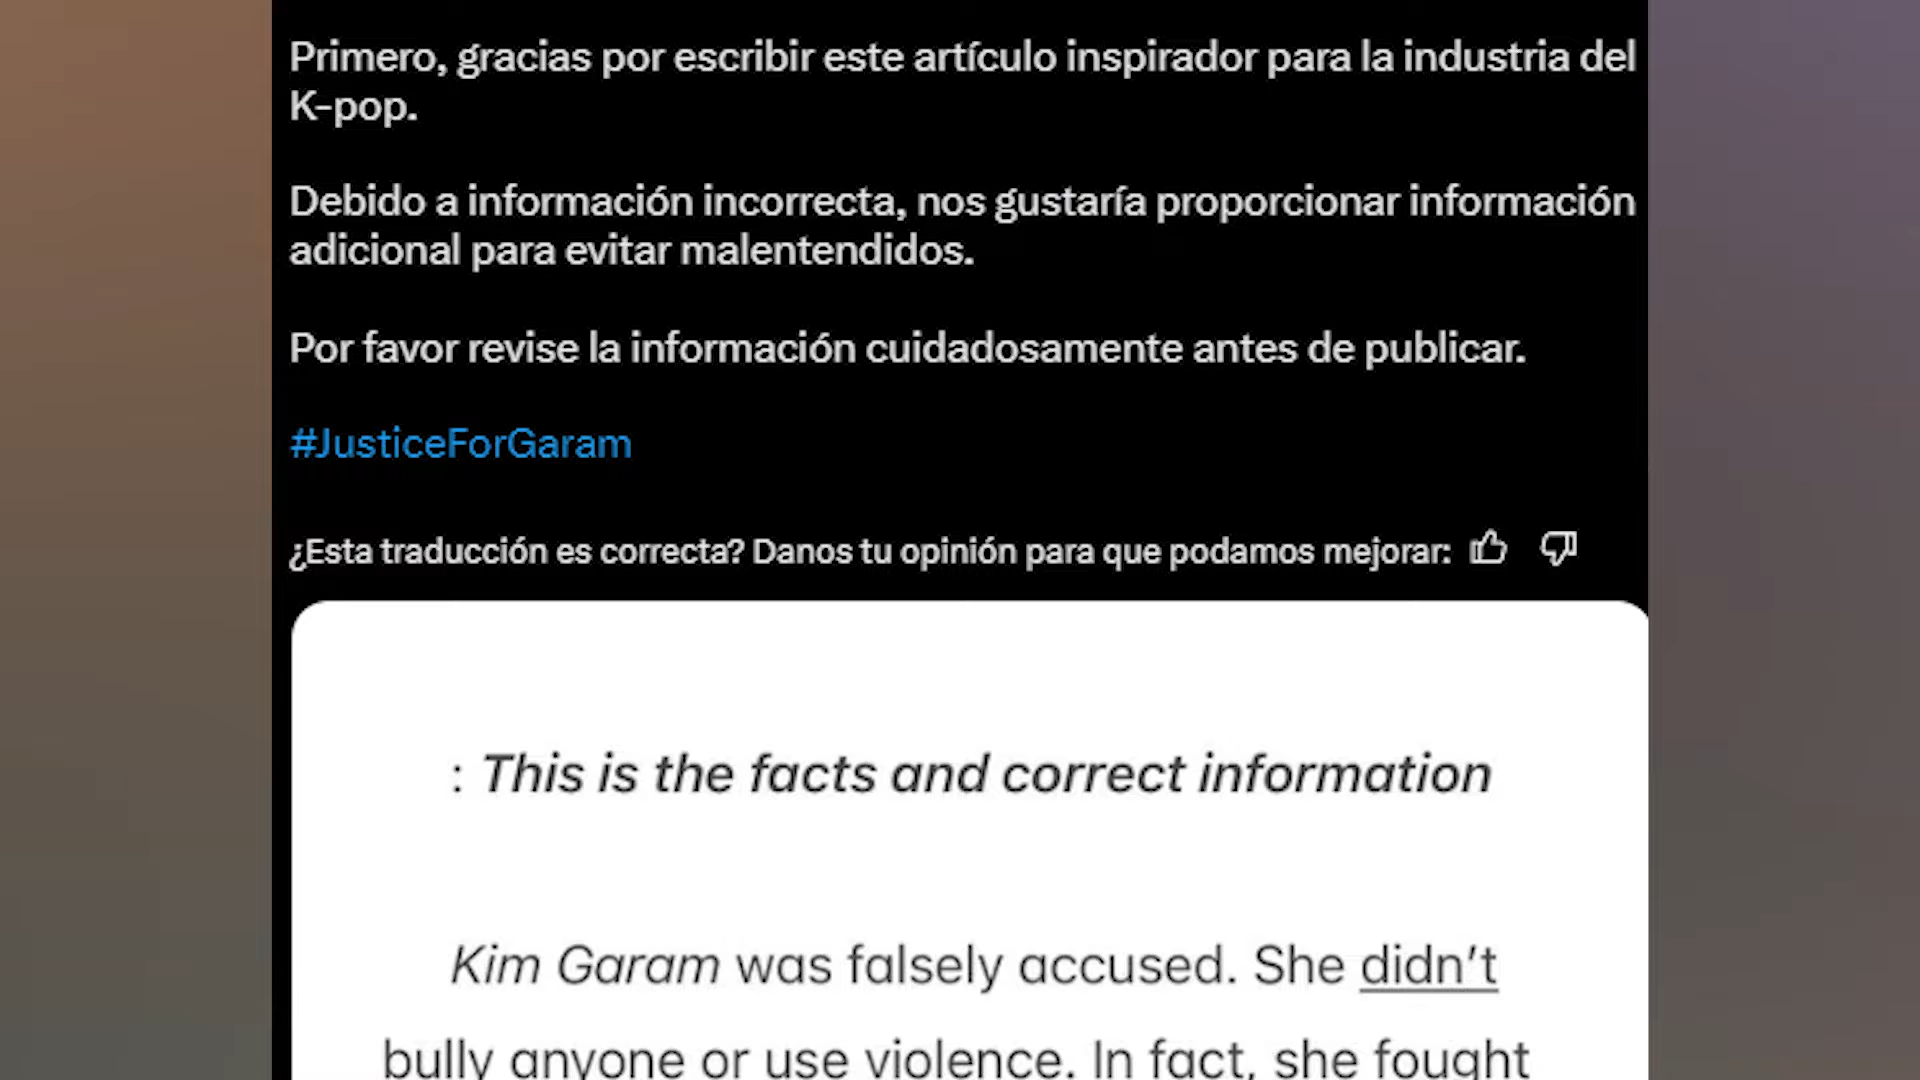 Primero, gracias por escribir este artículo inspirador para la industria del
K-pop.
Debido a información incorrecta, nos gustaría proporcionar información
adicional para evitar malentendidos.
Por favor revise la información cuidadosamente antes de publicar.
#JusticeForGaram
¿Esta traducción es correcta? Danos tu opinión para que podamos mejorar:
: This is the facts and correct information
Kim Garam was falsely accused. She didn't
bully anyone or use violence. In fact, she fought